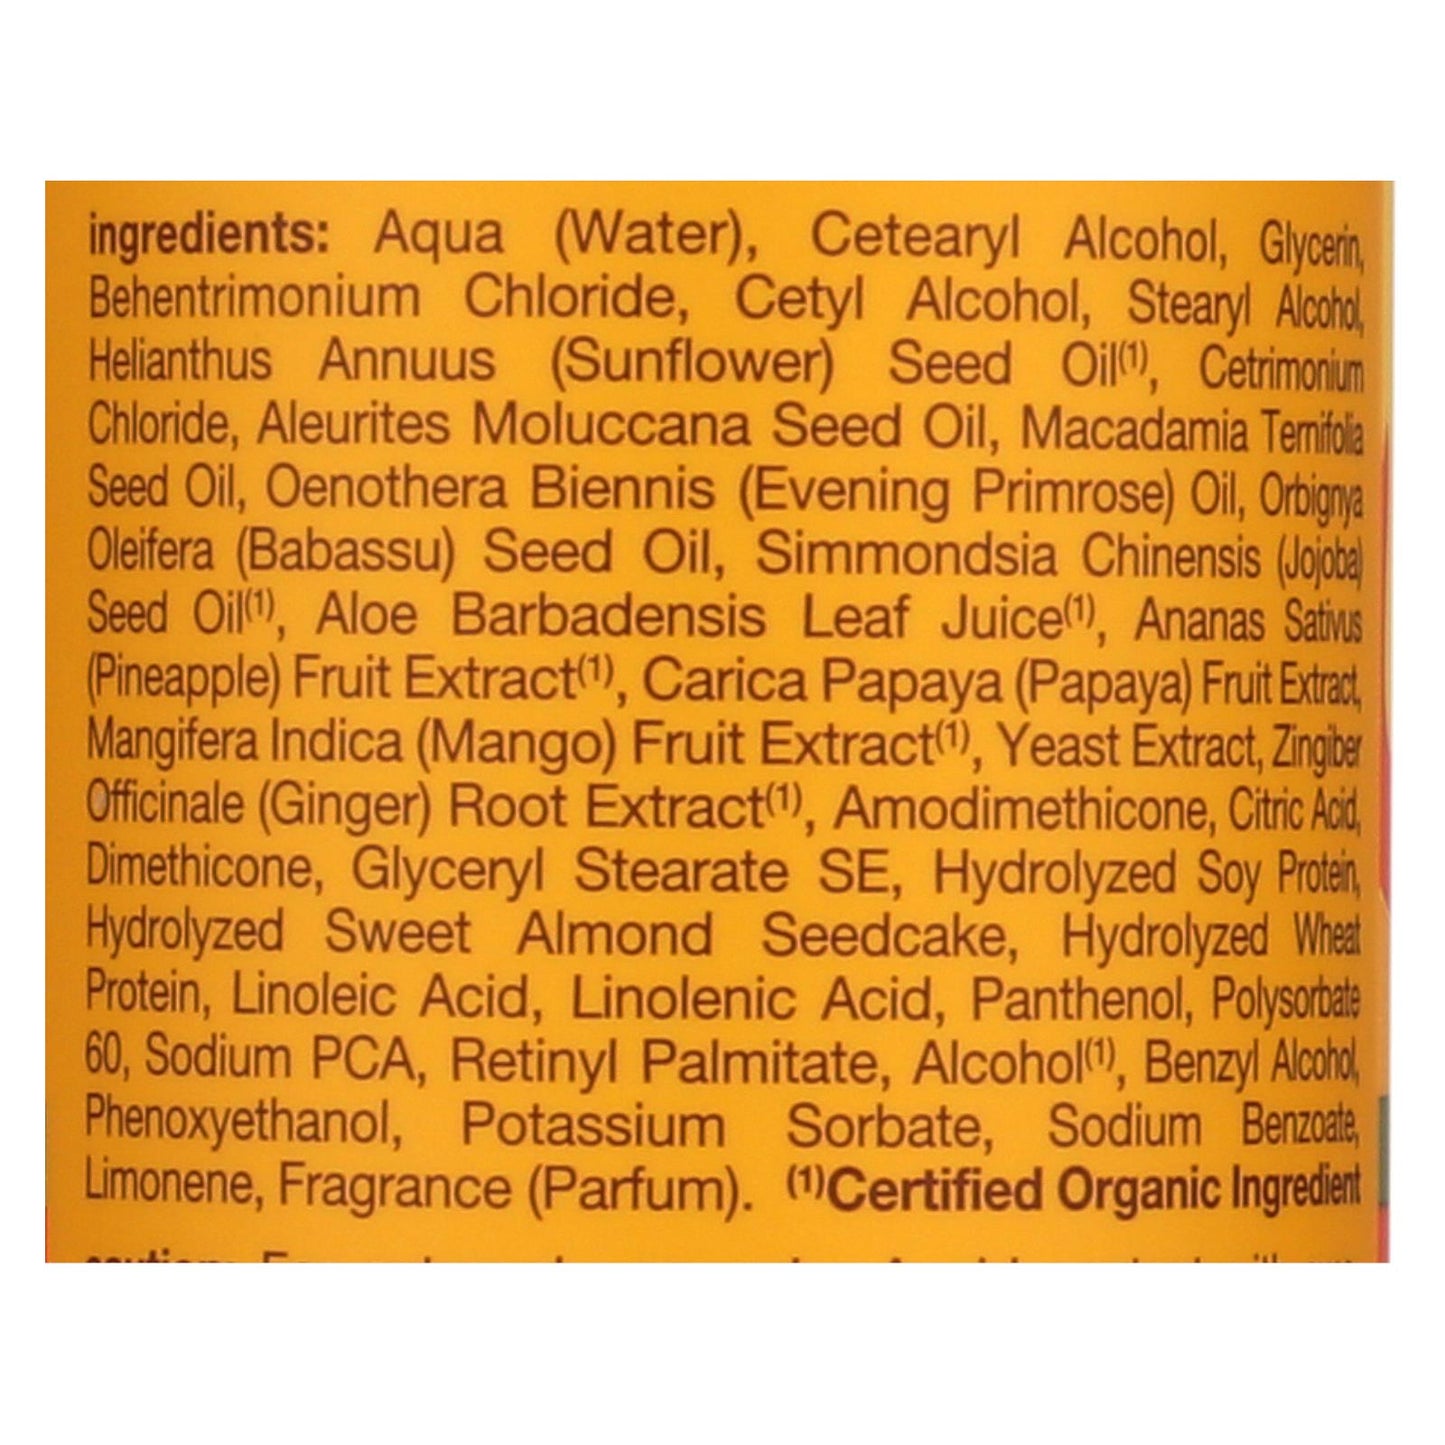 ingredients: Aqua (Water), Cetearyl Alcohol, Glycerin,
Behentrimonium Chloride, Cetyl Alcohol, Stearyl Alcohol,
Helianthus Annuus (Sunflower) Seed Oil(1), Cetrimonium
Chloride, Aleurites Moluccana Seed Oil, Macadamia Ternifolia
Seed Oil, Oenothera Biennis (Evening Primrose) Oil, Orbignya
Oleifera (Babassu) Seed Oil, Simmondsia Chinensis (Jojoba)
Seed Oil(1), Aloe Barbadensis Leaf Juice(1), Ananas Sativus
(Pineapple) Fruit Extract(1), Carica Papaya (Papaya) Fruit Extract,
Mangifera Indica (Mango) Fruit Extract(1), Yeast Extract, Zingiber
Officinale (Ginger) Root Extract(1), Amodimethicone, Citric Acid,
Dimethicone, Glyceryl Stearate SE, Hydrolyzed Soy Protein,
Hydrolyzed Sweet Almond Seedcake, Hydrolyzed Wheat
Protein, Linoleic Acid, Linolenic Acid, Panthenol, Polysorbate
60, Sodium PCA, Retinyl Palmitate, Alcohol(1), Benzyl Alcohol,
Phenoxyethanol, Potassium Sorbate, Sodium Benzoate,
Limonene, Fragrance (Parfum). (1)Certified Organic Ingredient